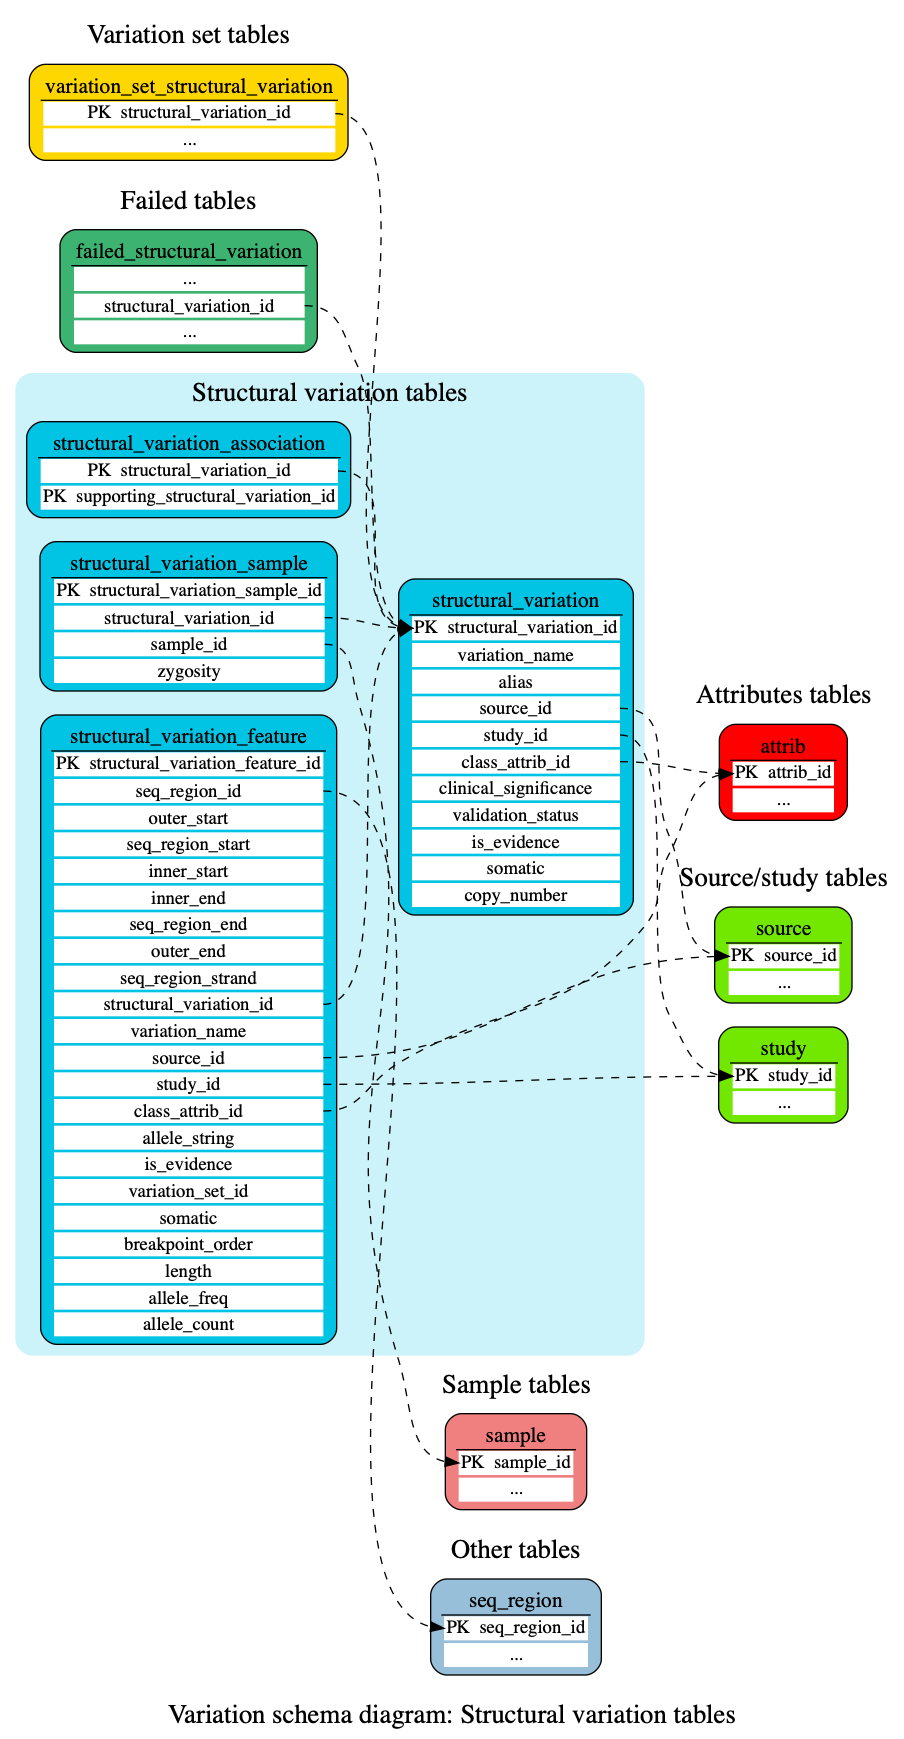 Variation set tables
variation_set_structural_variation
PK structural_variation_id
...
Failed tables
failed_structural_variation
...
structural_variation_id
...
Structural variation tables
structural_variation_association
PK structural_variation_id
PK supporting_structural_variation_id
structural_variation_sample
PK structural_variation_sample_id
structural_variation_id
sample_id
zygosity
structural_variation_feature
PK structural_variation_feature_id
seq_region_id
outer_start
seq_region_start
inner_start
inner_end
seq_region_end
outer_end
seq_region_strand
structural_variation_id
variation_name
source_id
study_id
class_attrib_id
allele_string
is_evidence
variation_set_id
somatic
breakpoint_order
length
allele_freq
allele_count
structural_variation
PK structural_variation_id
variation_name
alias
source_id
study_id
class_attrib_id
clinical_significance
validation_status
is_evidence
somatic
copy_number
Attributes tables
attrib
PK attrib_id
...
Source/study tables
source
PK source_id
...
study
PK study_id
...
Sample tables
sample
PK sample_id
...
Other tables
seq_region
PK seq_region_id
...
Variation schema diagram: Structural variation tables